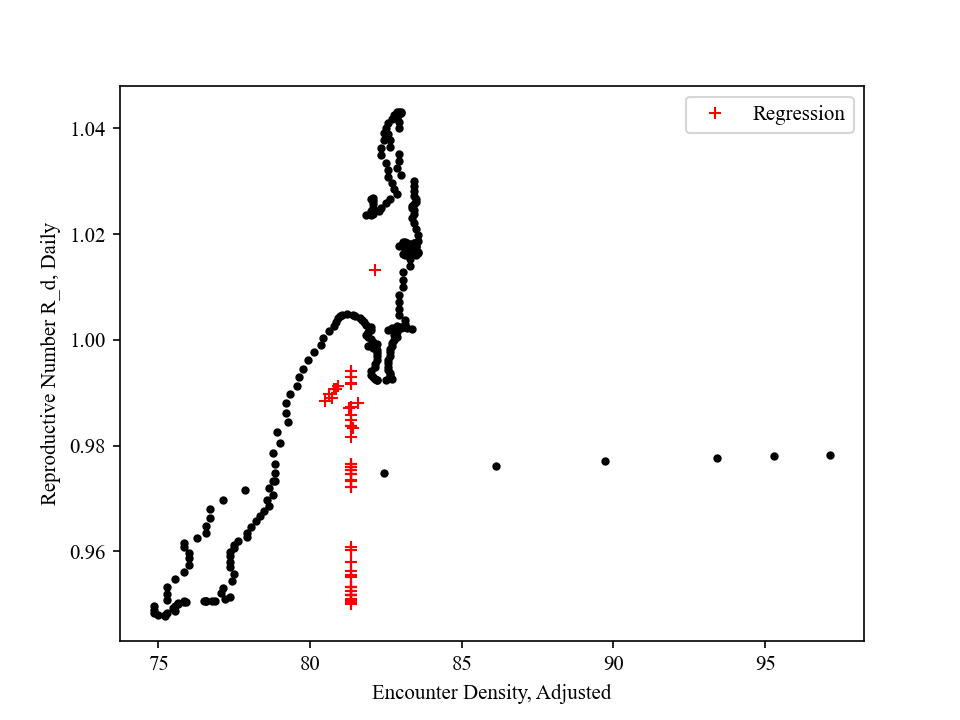 Regression
1.04
1.02
1.00
0.98
0.96
Reproductive Number R_d, Daily
75 80 85 90 95
Encounter Density, Adjusted